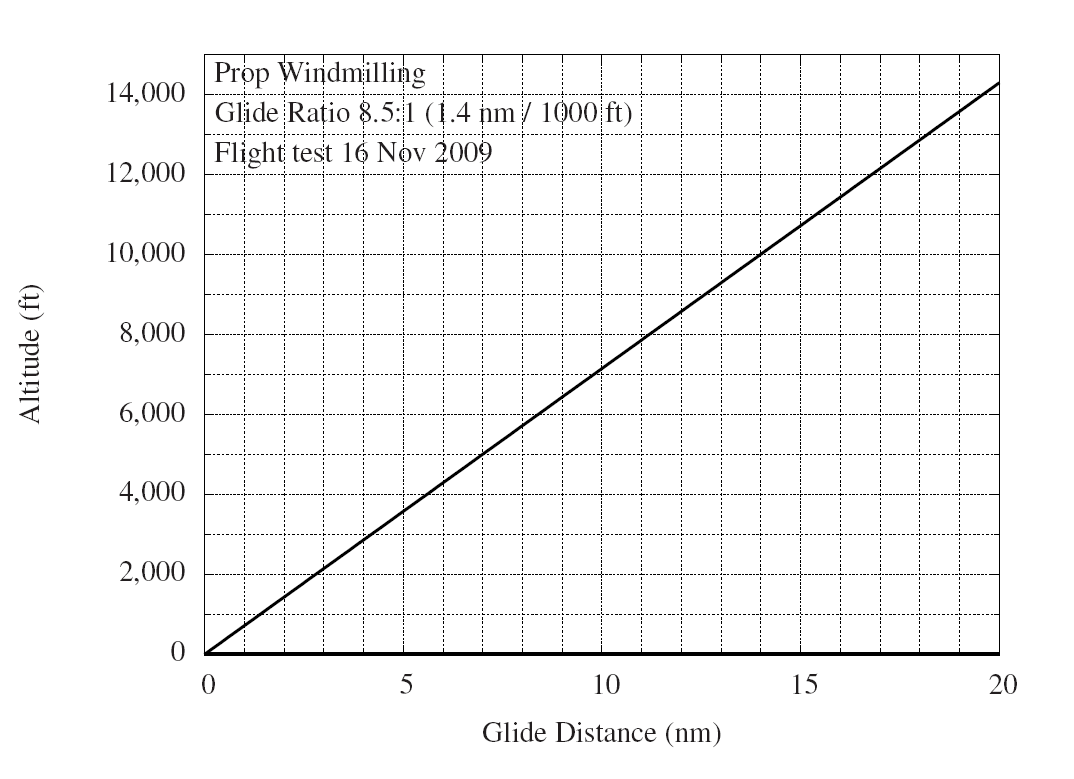 Prop Windmilling
Glide Ratio 8.5:1 (1.4 nm / 1000 ft)
Flight test 16 Nov 2009
14,000
12,000
10,000
8,000
6,000
4,000
2,000
0
Altitude (ft)
0 5 10 15 20
Glide Distance (nm)